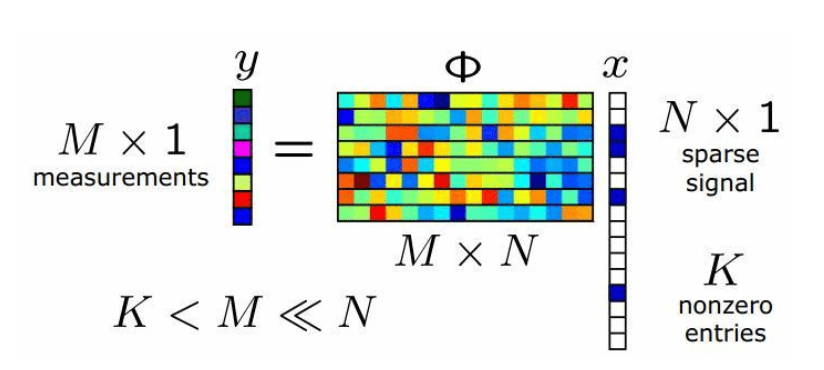 y
=
Φ
x
M × 1
measurements
N × 1
sparse
signal
M × N
K
nonzero
entries
K < M ≪ N